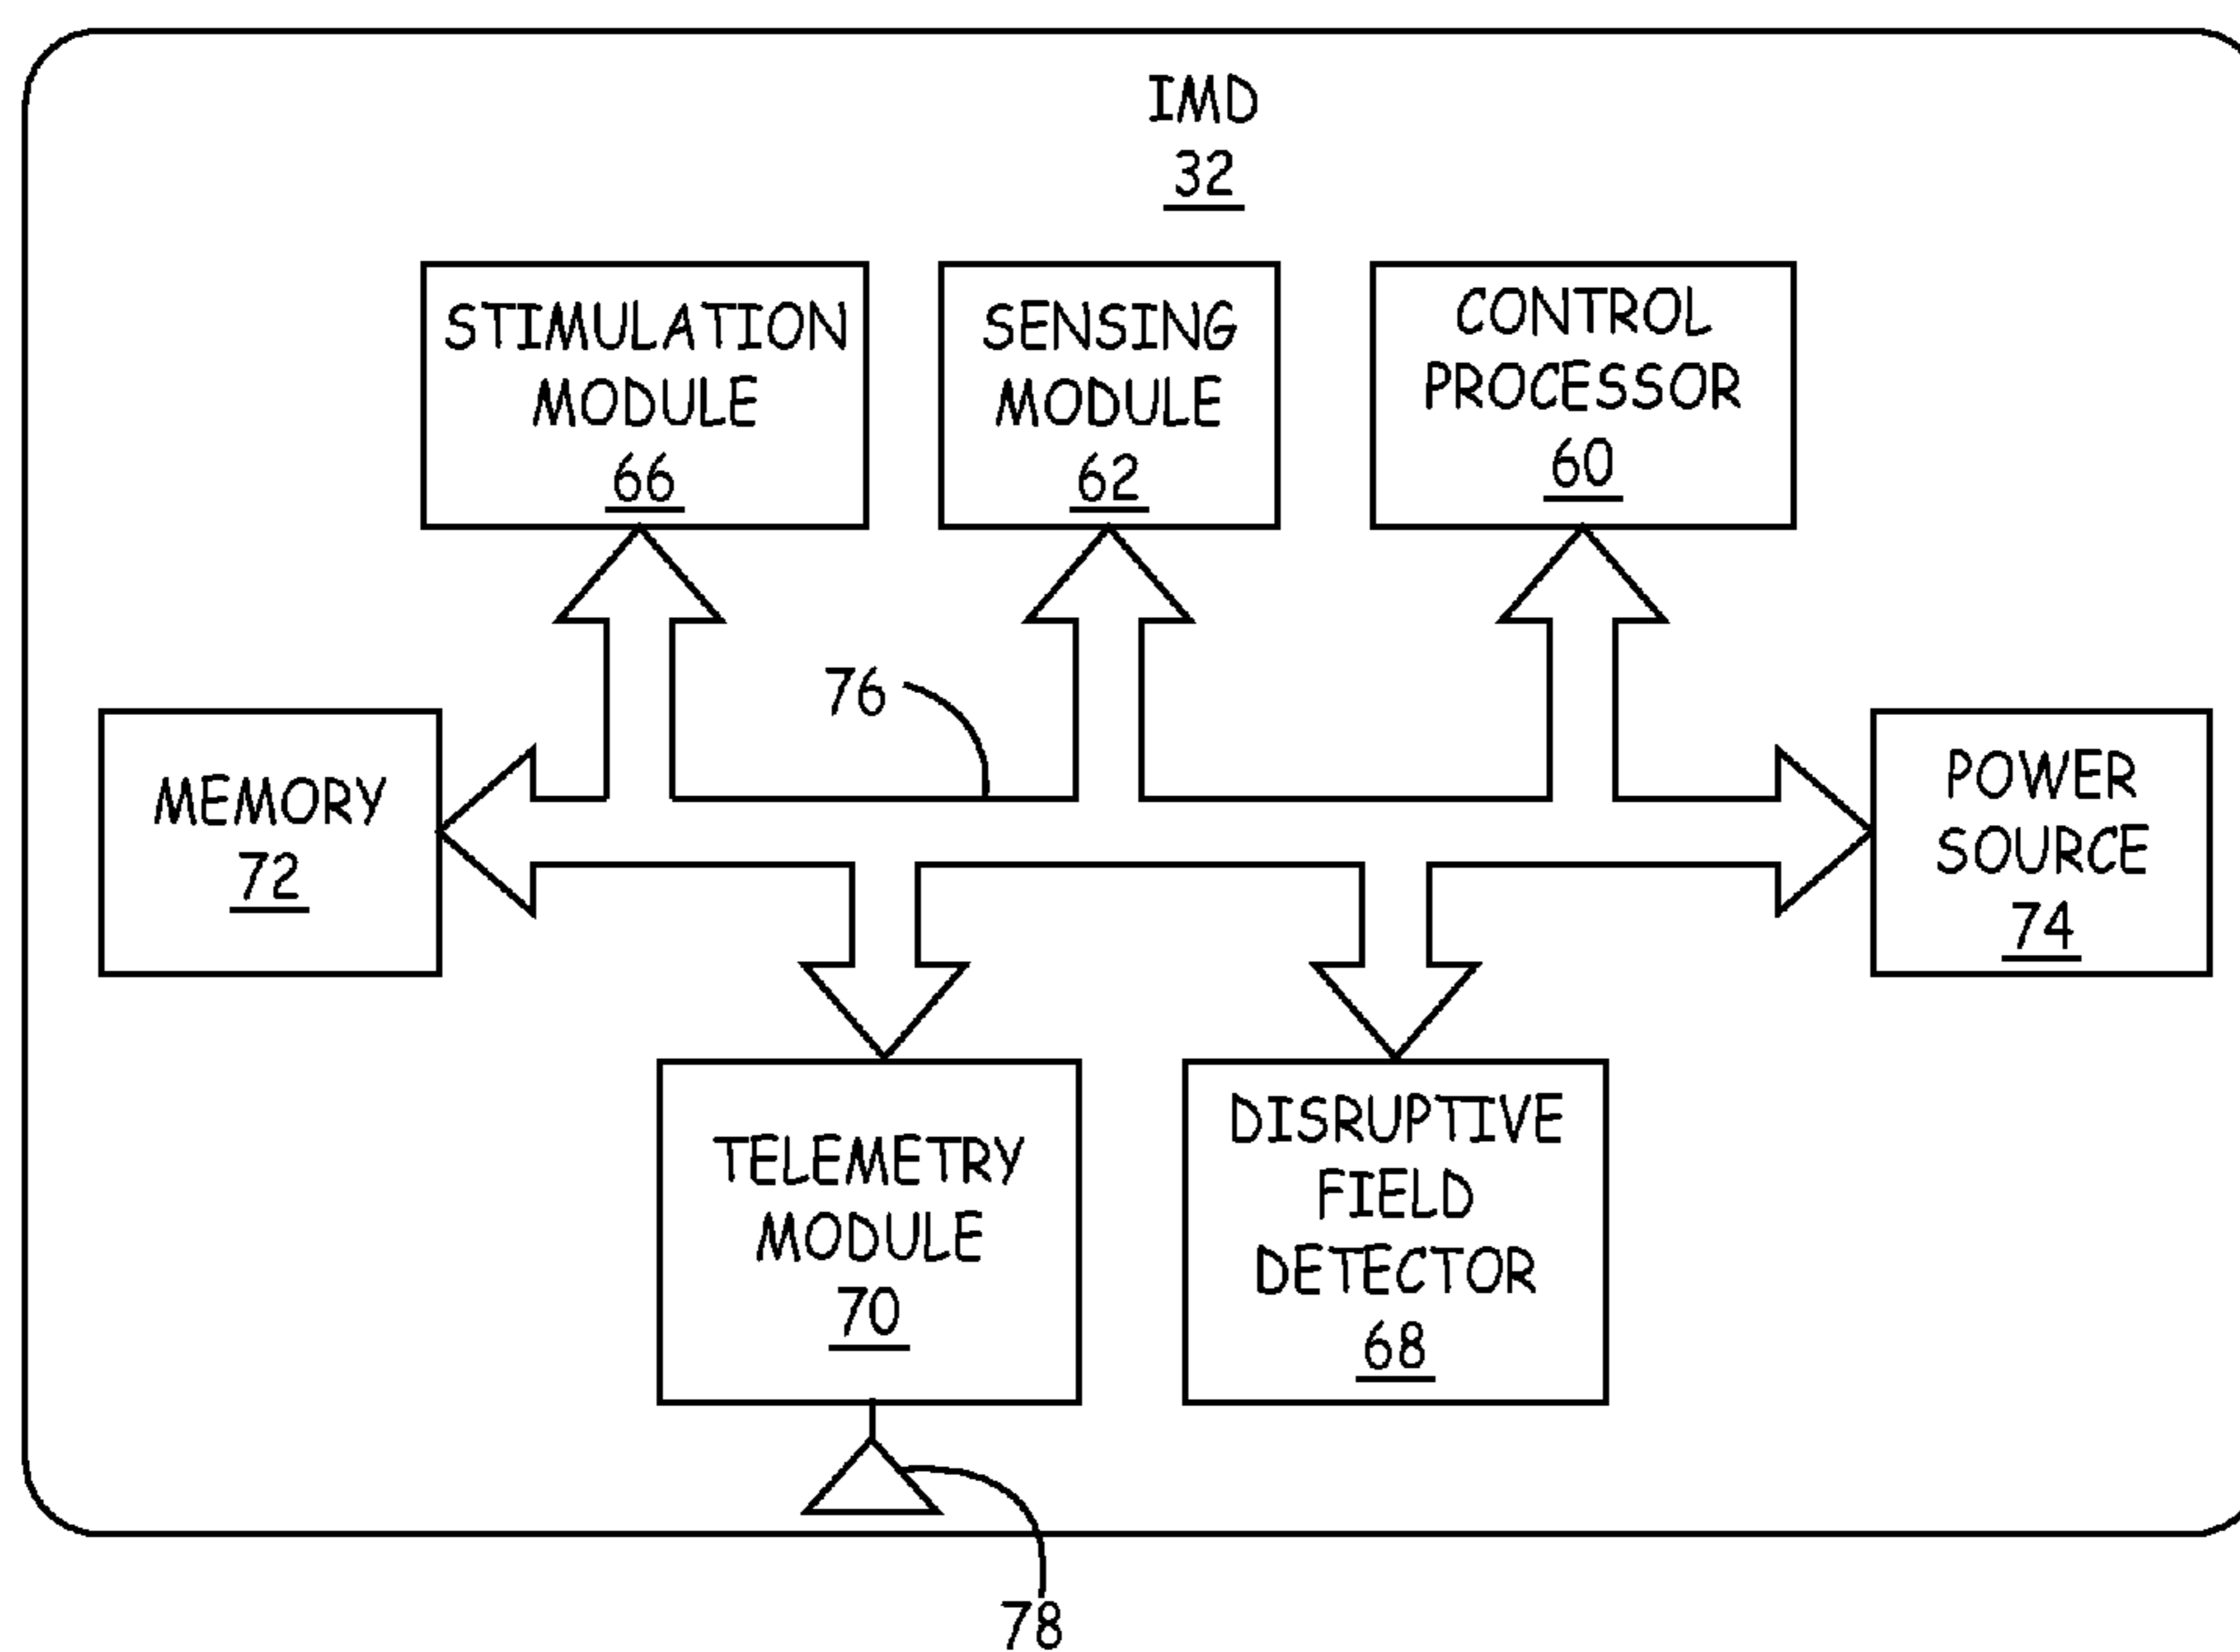 IMD
32
STIMULATION
MODULE
66
SENSING
MODULE
62
CONTROL
PROCESSOR
60
76
MEMORY
72
POWER
SOURCE
74
TELEMETRY
MODULE
70
DISRUPTIVE
FIELD
DETECTOR
68
78